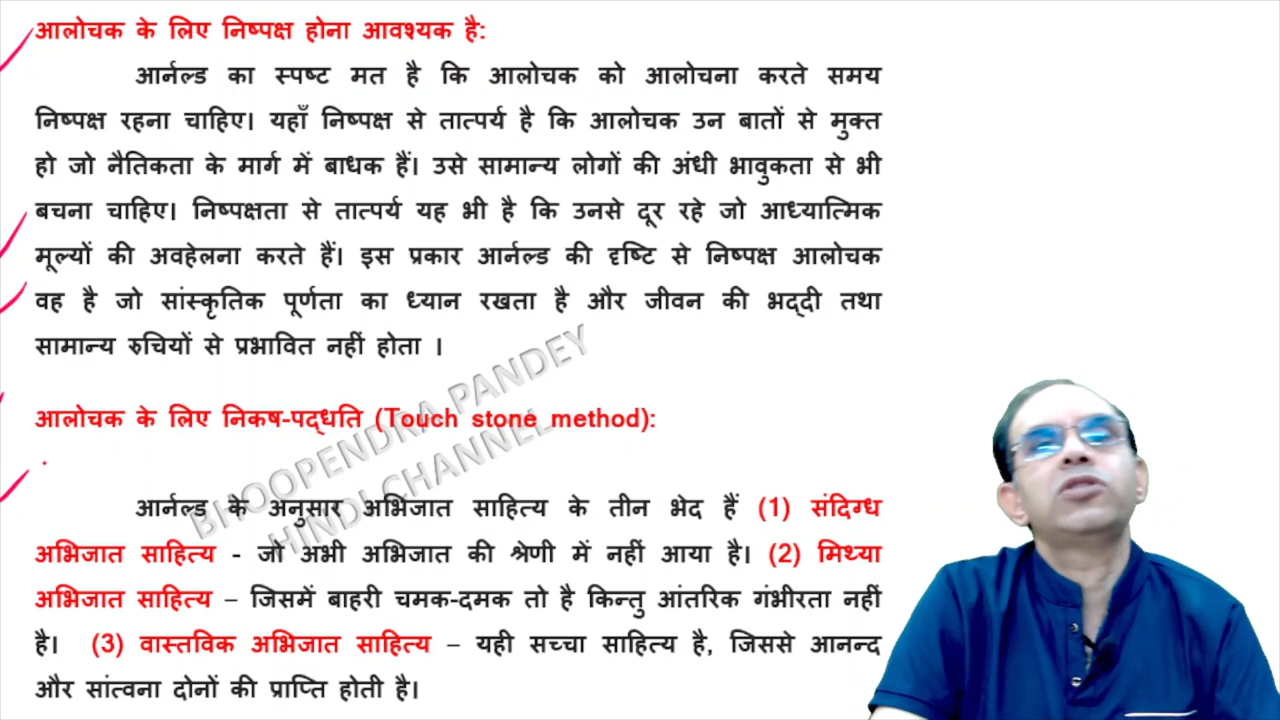 आलोचक के लिए निष्पक्ष होना आवश्यक है:
आर्नल्ड का स्पष्ट मत है कि आलोचक को आलोचना करते समय
निष्पक्ष रहना चाहिए। यहाँ निष्पक्ष से तात्पर्य है कि आलोचक उन बातों से मुक्त
हो जो नैतिकता के मार्ग में बाधक हैं। उसे सामान्य लोगों की अंधी भावुकता से भी
बचना चाहिए। निष्पक्षता से तात्पर्य यह भी है कि उनसे दूर रहे जो आध्यात्मिक
मूल्यों की अवहेलना करते हैं। इस प्रकार आर्नल्ड की दृष्टि से निष्पक्ष आलोचक
वह है जो सांस्कृतिक पूर्णता का ध्यान रखता है और जीवन की भद्दी तथा
सामान्य रुचियों से प्रभावित नहीं होता ।
आलोचक के लिए निकष-पद्धति (Touch stone method):
BHOOPENDRA PANDEY
HINDI CHANNEL
आर्नल्ड के अनुसार अभिजात साहित्य के तीन भेद हैं (1) संदिग्ध
अभिजात साहित्य - जो अभी अभिजात की श्रेणी में नहीं आया है। (2) मिथ्या
अभिजात साहित्य – जिसमें बाहरी चमक-दमक तो है किन्तु आंतरिक गंभीरता नहीं
है। (3) वास्तविक अभिजात साहित्य – यही सच्चा साहित्य है, जिससे आनन्द
और सांत्वना दोनों की प्राप्ति होती है।